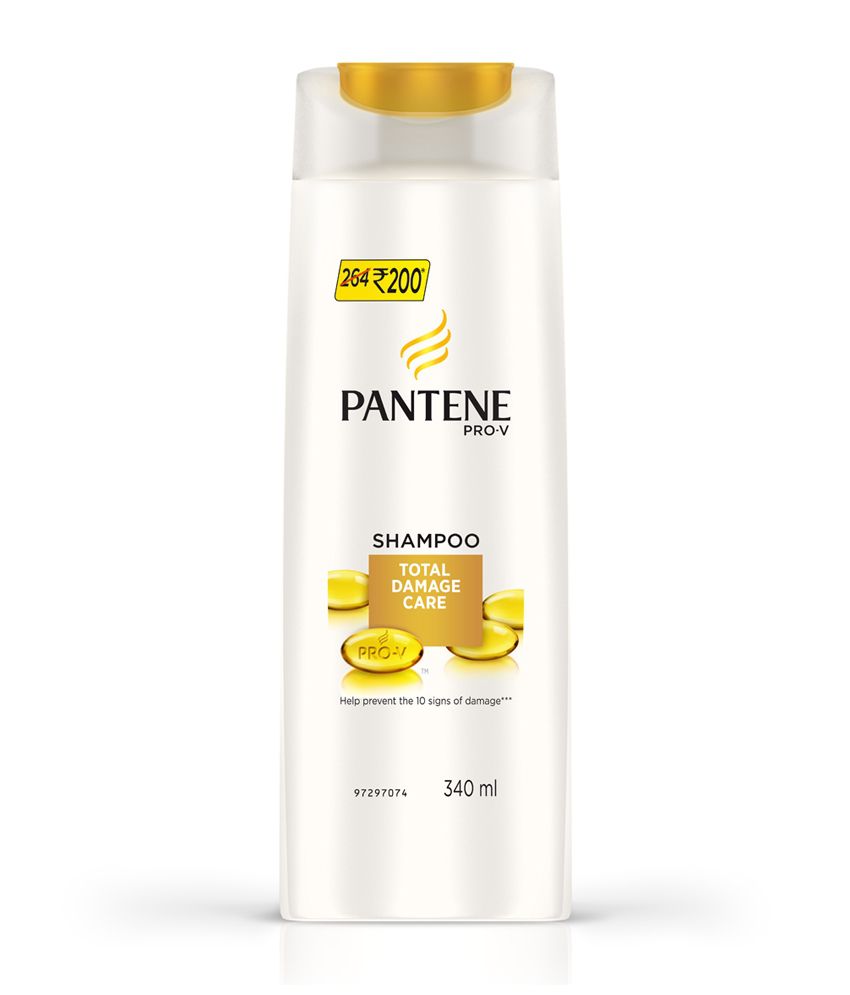 264 ₹200*
PANTENE
PRO-V
SHAMPOO
TOTAL
DAMAGE
CARE
PRO-V
TM
Help prevent the 10 signs of damage***
97297074 340 ml